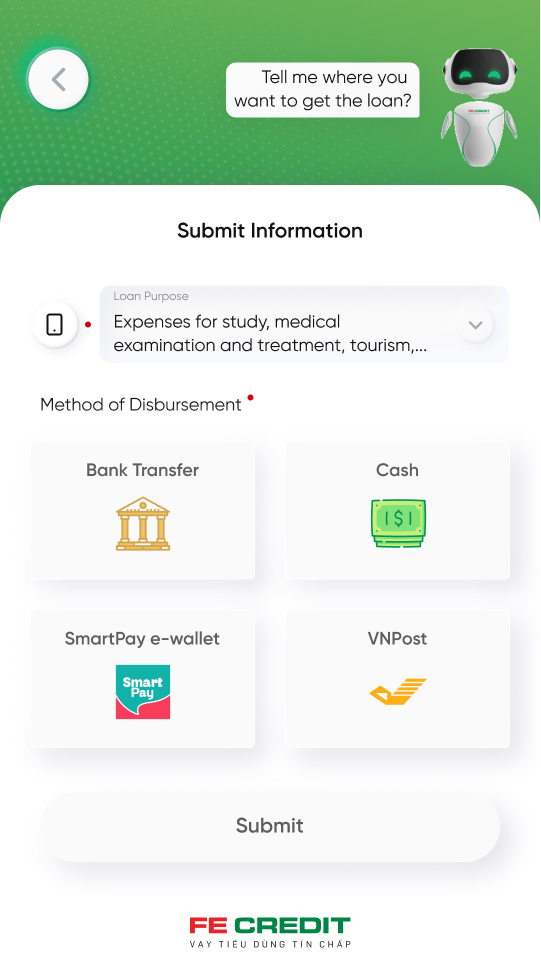 Tell me where you
want to get the loan?
FE CREDIT
Submit Information
Loan Purpose
Expenses for study, medical
examination and treatment, tourism,...
Method of Disbursement
Bank Transfer
Cash
|$|
SmartPay e-wallet
VNPost
Smart
Pay
Submit
FE CREDIT
VAY TIÊU DÙNG TÍN CHẤP